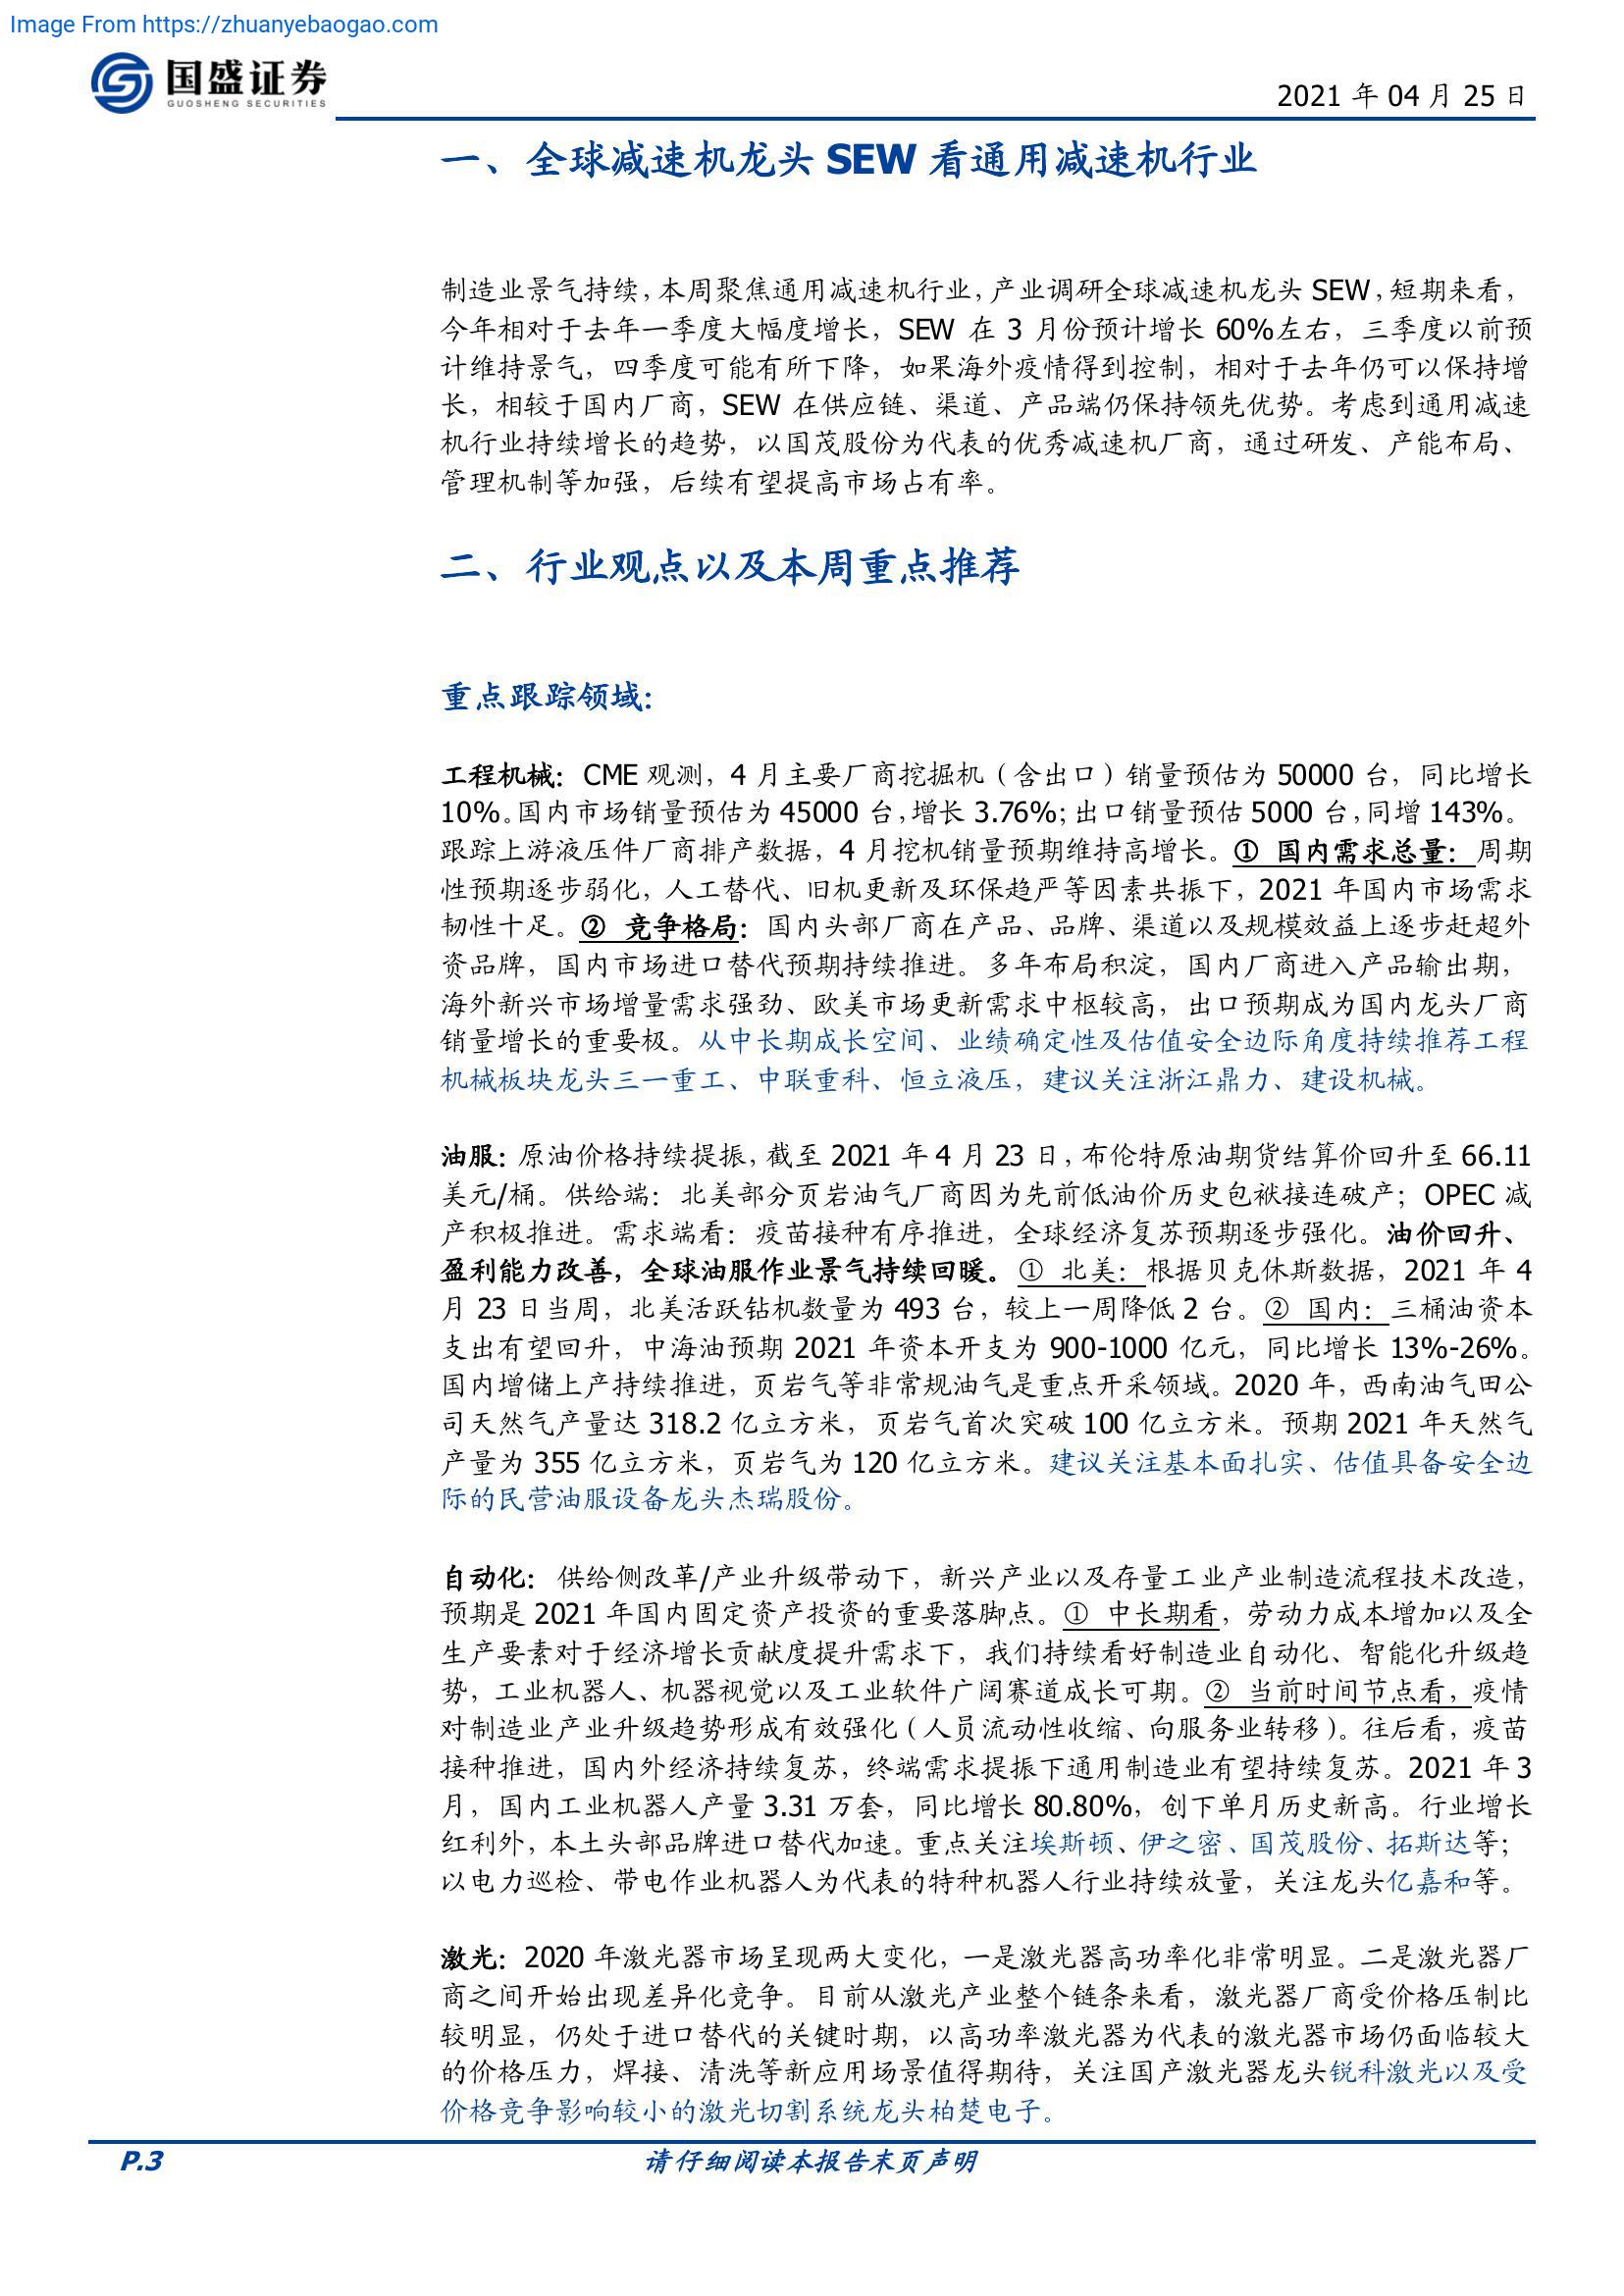 Image From https://zhuanyebaogao.com
国盛证券
GUOSHENG SECURITIES
2021 年 04 月 25 日
一、全球减速机龙头 SEW 看通用减速机行业
制造业景气持续，本周聚焦通用减速机行业，产业调研全球减速机龙头 SEW，短期来看，
今年相对于去年一季度大幅度增长，SEW 在 3 月份预计增长 60%左右，三季度以前预
计维持景气，四季度可能有所下降，如果海外疫情得到控制，相对于去年仍可以保持增
长，相较于国内厂商，SEW 在供应链、渠道、产品端仍保持领先优势。考虑到通用减速
机行业持续增长的趋势，以国茂股份为代表的优秀减速机厂商，通过研发、产能布局、
管理机制等加强，后续有望提高市场占有率。
二、行业观点以及本周重点推荐
重点跟踪领域：
工程机械：CME 观测，4 月主要厂商挖掘机（含出口）销量预估为 50000 台，同比增长
10%。国内市场销量预估为 45000 台，增长 3.76%；出口销量预估 5000 台，同增 143%。
跟踪上游液压件厂商排产数据，4 月挖机销量预期维持高增长。① 国内需求总量：周期
性预期逐步弱化，人工替代、旧机更新及环保趋严等因素共振下，2021 年国内市场需求
韧性十足。② 竞争格局：国内头部厂商在产品、品牌、渠道以及规模效益上逐步赶超外
资品牌，国内市场进口替代预期持续推进。多年布局积淀，国内厂商进入产品输出期，
海外新兴市场增量需求强劲、欧美市场更新需求中枢较高，出口预期成为国内龙头厂商
销量增长的重要极。从中长期成长空间、业绩确定性及估值安全边际角度持续推荐工程
机械板块龙头三一重工、中联重科、恒立液压，建议关注浙江鼎力、建设机械。
油服：原油价格持续提振，截至 2021 年 4 月 23 日，布伦特原油期货结算价回升至 66.11
美元/桶。供给端：北美部分页岩油气厂商因为先前低油价历史包袱接连破产；OPEC 减
产积极推进。需求端看：疫苗接种有序推进，全球经济复苏预期逐步强化。油价回升、
盈利能力改善，全球油服作业景气持续回暖。① 北美：根据贝克休斯数据，2021 年 4
月 23 日当周，北美活跃钻机数量为 493 台，较上一周降低 2 台。② 国内：三桶油资本
支出有望回升，中海油预期 2021 年资本开支为 900-1000 亿元，同比增长 13%-26%。
国内增储上产持续推进，页岩气等非常规油气是重点开采领域。2020 年，西南油气田公
司天然气产量达 318.2 亿立方米，页岩气首次突破 100 亿立方米。预期 2021 年天然气
产量为 355 亿立方米，页岩气为 120 亿立方米。建议关注基本面扎实、估值具备安全边
际的民营油服设备龙头杰瑞股份。
自动化：供给侧改革/产业升级带动下，新兴产业以及存量工业产业制造流程技术改造，
预期是 2021 年国内固定资产投资的重要落脚点。① 中长期看，劳动力成本增加以及全
生产要素对于经济增长贡献度提升需求下，我们持续看好制造业自动化、智能化升级趋
势，工业机器人、机器视觉以及工业软件广阔赛道成长可期。② 当前时间节点看，疫情
对制造业产业升级趋势形成有效强化（人员流动性收缩、向服务业转移）。往后看，疫苗
接种推进，国内外经济持续复苏，终端需求提振下通用制造业有望持续复苏。2021 年 3
月，国内工业机器人产量 3.31 万套，同比增长 80.80%，创下单月历史新高。行业增长
红利外，本土头部品牌进口替代加速。重点关注埃斯顿、伊之密、国茂股份、拓斯达等；
以电力巡检、带电作业机器人为代表的特种机器人行业持续放量，关注龙头亿嘉和等。
激光：2020 年激光器市场呈现两大变化，一是激光器高功率化非常明显。二是激光器厂
商之间开始出现差异化竞争。目前从激光产业整个链条来看，激光器厂商受价格压制比
较明显，仍处于进口替代的关键时期，以高功率激光器为代表的激光器市场仍面临较大
的价格压力，焊接、清洗等新应用场景值得期待，关注国产激光器龙头锐科激光以及受
价格竞争影响较小的激光切割系统龙头柏楚电子。
P.3
请仔细阅读本报告末页声明